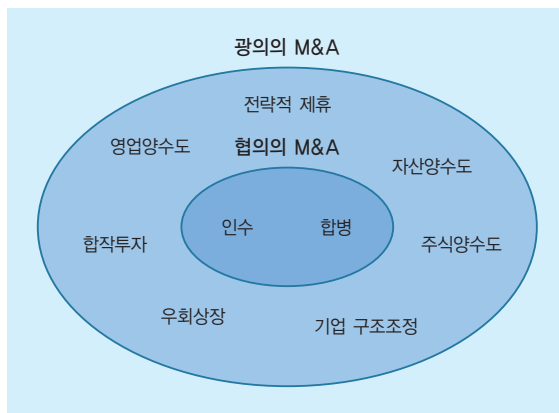 광의의 M&A
전략적 제휴
영업양수도
협의의 M&A
자산양수도
인수
합병
합작투자
주식양수도
우회상장
기업 구조조정